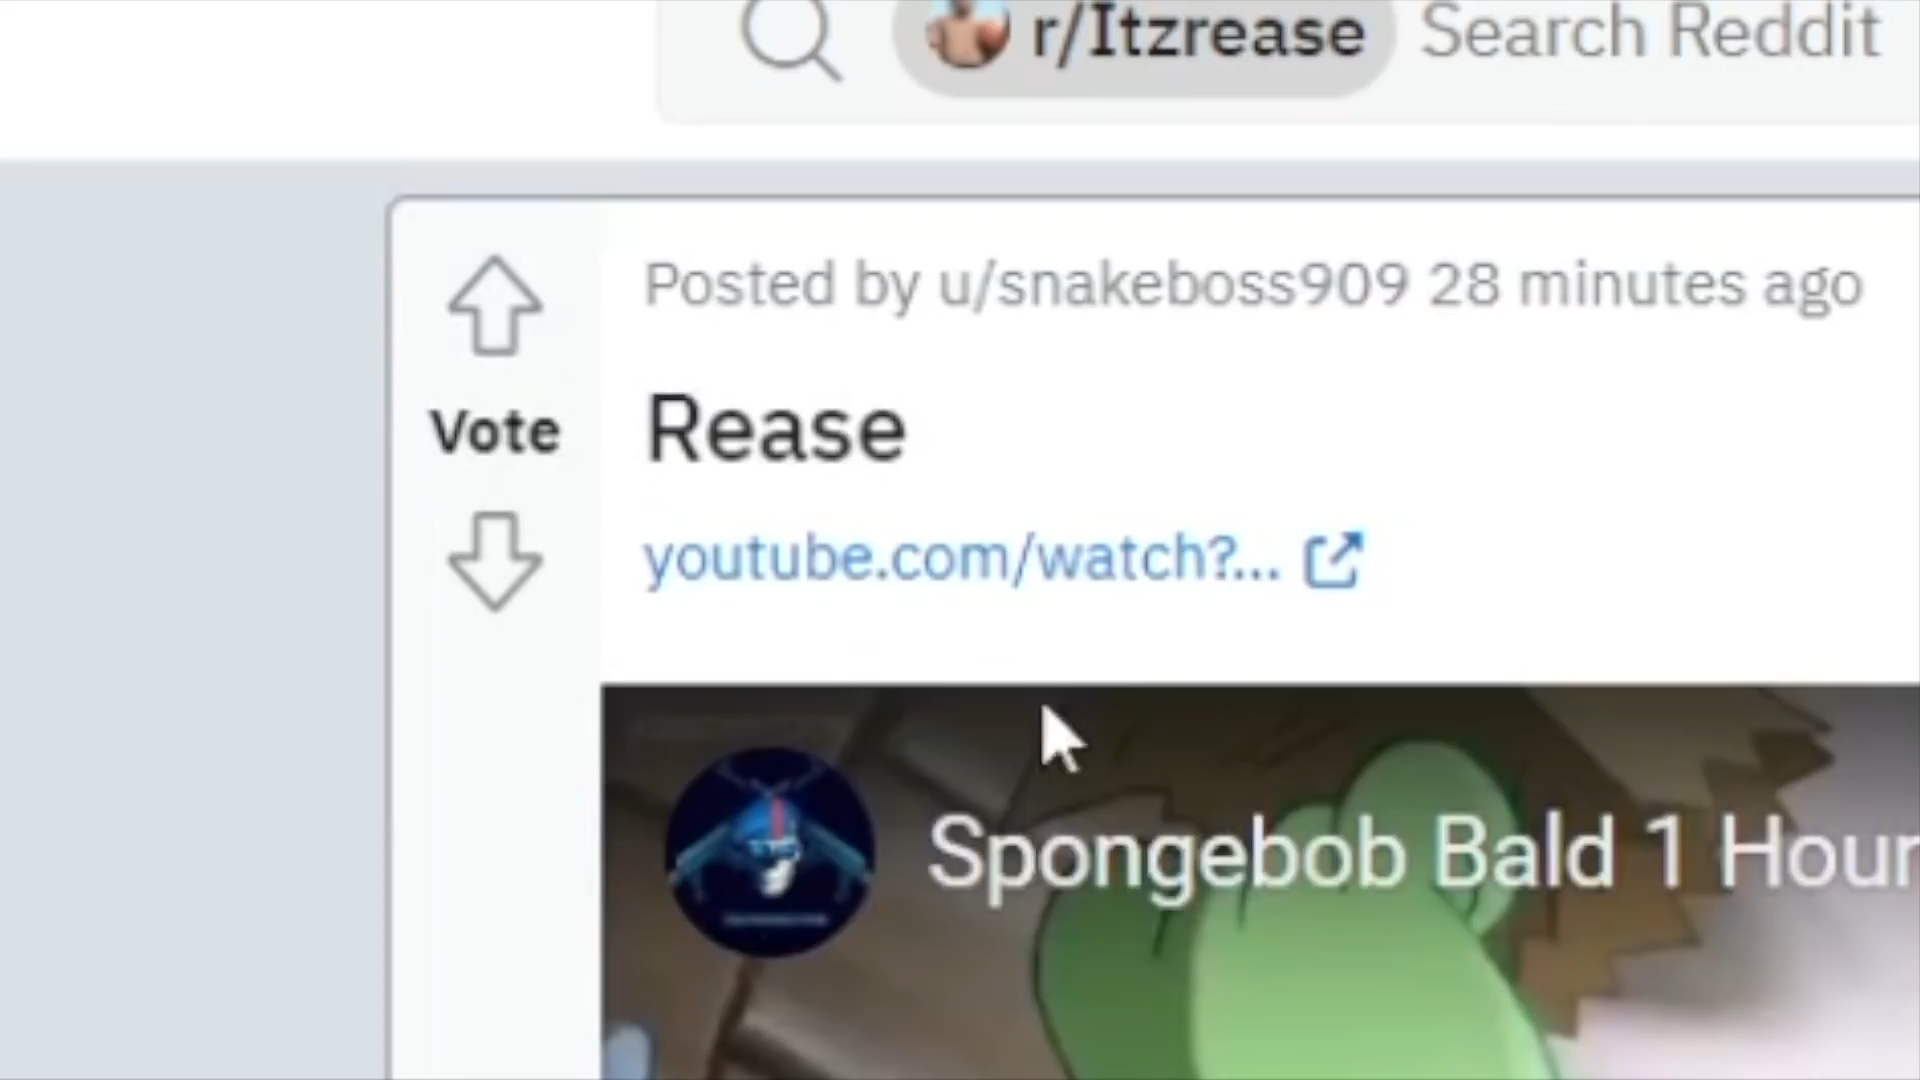 r/Itzrease Search Reddit
Posted by u/snakeboss909 28 minutes ago
Vote
Rease
youtube.com/watch?...
Spongebob Bald 1 Hour